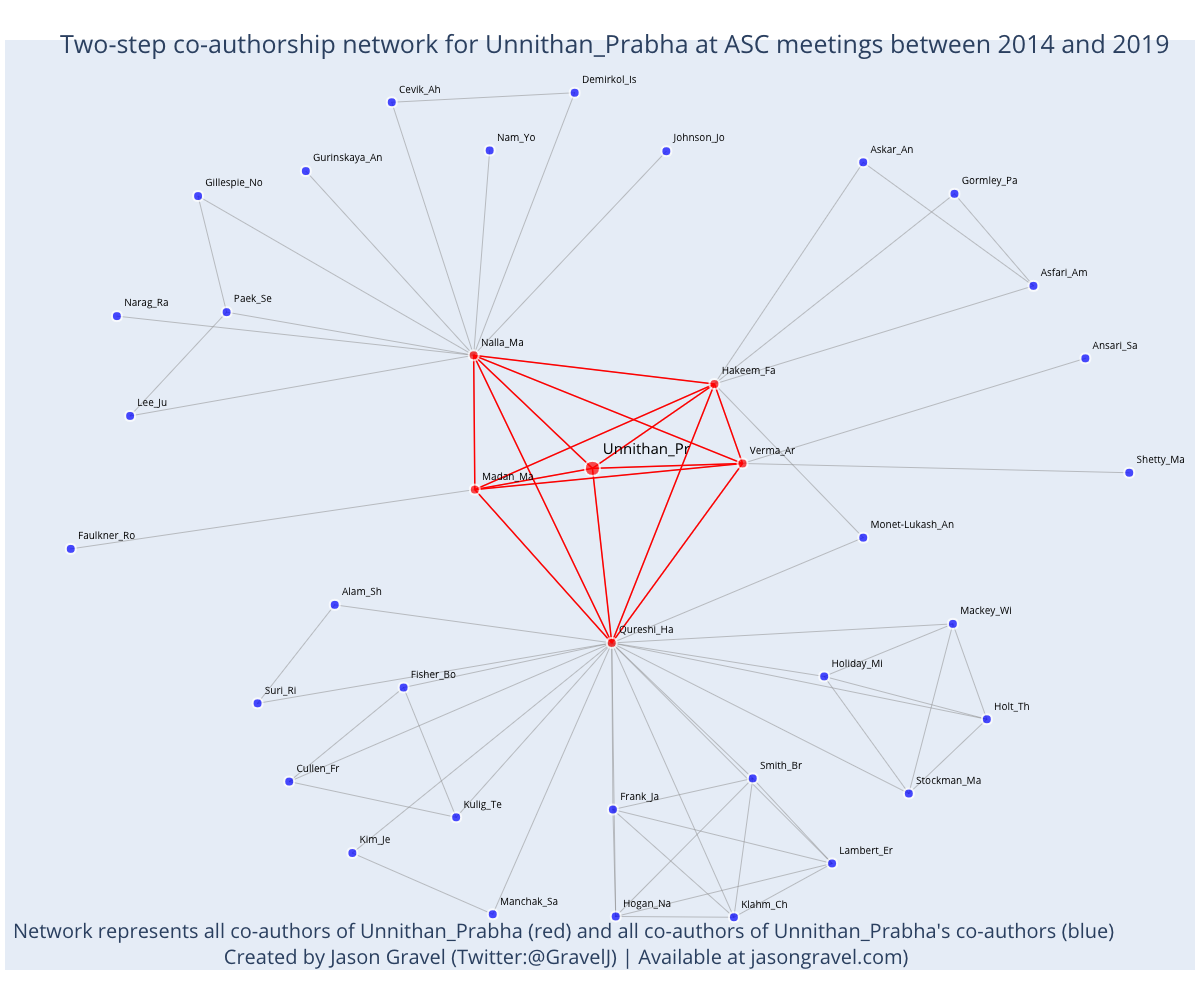 Two-step co-authorship network for Unnithan_Prabha at ASC meetings between 2014 and 2019
Demirkol_Is
Cevik_Ah
Nam_Yo
Johnson_Jo
Askar_An
Gurinskaya_An
Gormley_Pa
Gillespie_No
Asfari_Am
Paek_Se
Narag_Ra
Nalla_Ma
Ansari_Sa
Hakeem_Fa
Lee_Ju
Unnithan_Pr
Verma_Ar
Shetty_Ma
Madan_Ma
Monet-Lukash_An
Faulkner_Ro
Alam_Sh
Mackey_Wi
Qureshi_Ha
Holiday_Mi
Fisher_Bo
Suri_Ri
Holt_Th
Smith_Br
Cullen_Fr
Stockman_Ma
Frank_Ja
Kulig_Te
Kim_Je
Lambert_Er
Manchak_Sa
Hogan_Na
Klahm_Ch
Network represents all co-authors of Unnithan_Prabha (red) and all co-authors of Unnithan_Prabha's co-authors (blue)
Created by Jason Gravel (Twitter:@GravelJ) | Available at jasongravel.com)